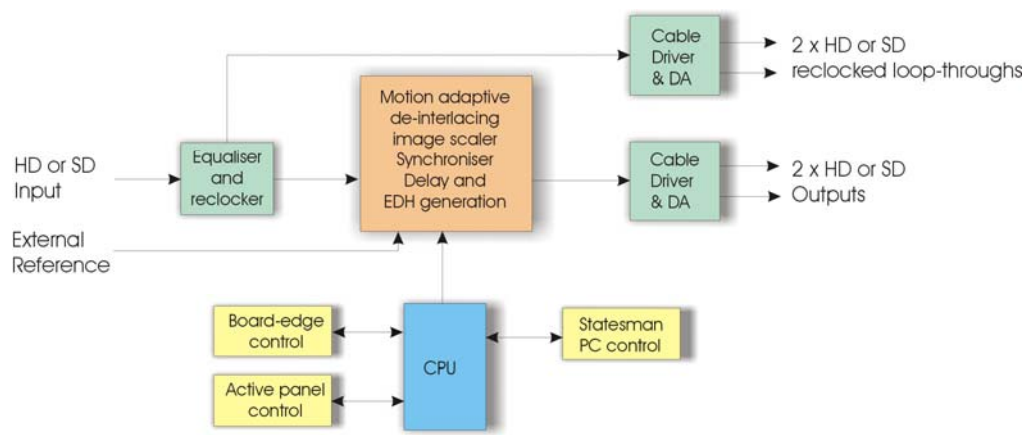 Cable
Driver
& DA
2 x HD or SD
reclocked loop-throughs
Motion adaptive
de-interlacing
image scaler
Synchroniser
Delay and
EDH generation
HD or SD
Input
Equaliser
and
reclocker
Cable
Driver
& DA
2 x HD or SD
Outputs
External
Reference
Board-edge
control
CPU
Statesman
PC control
Active panel
control